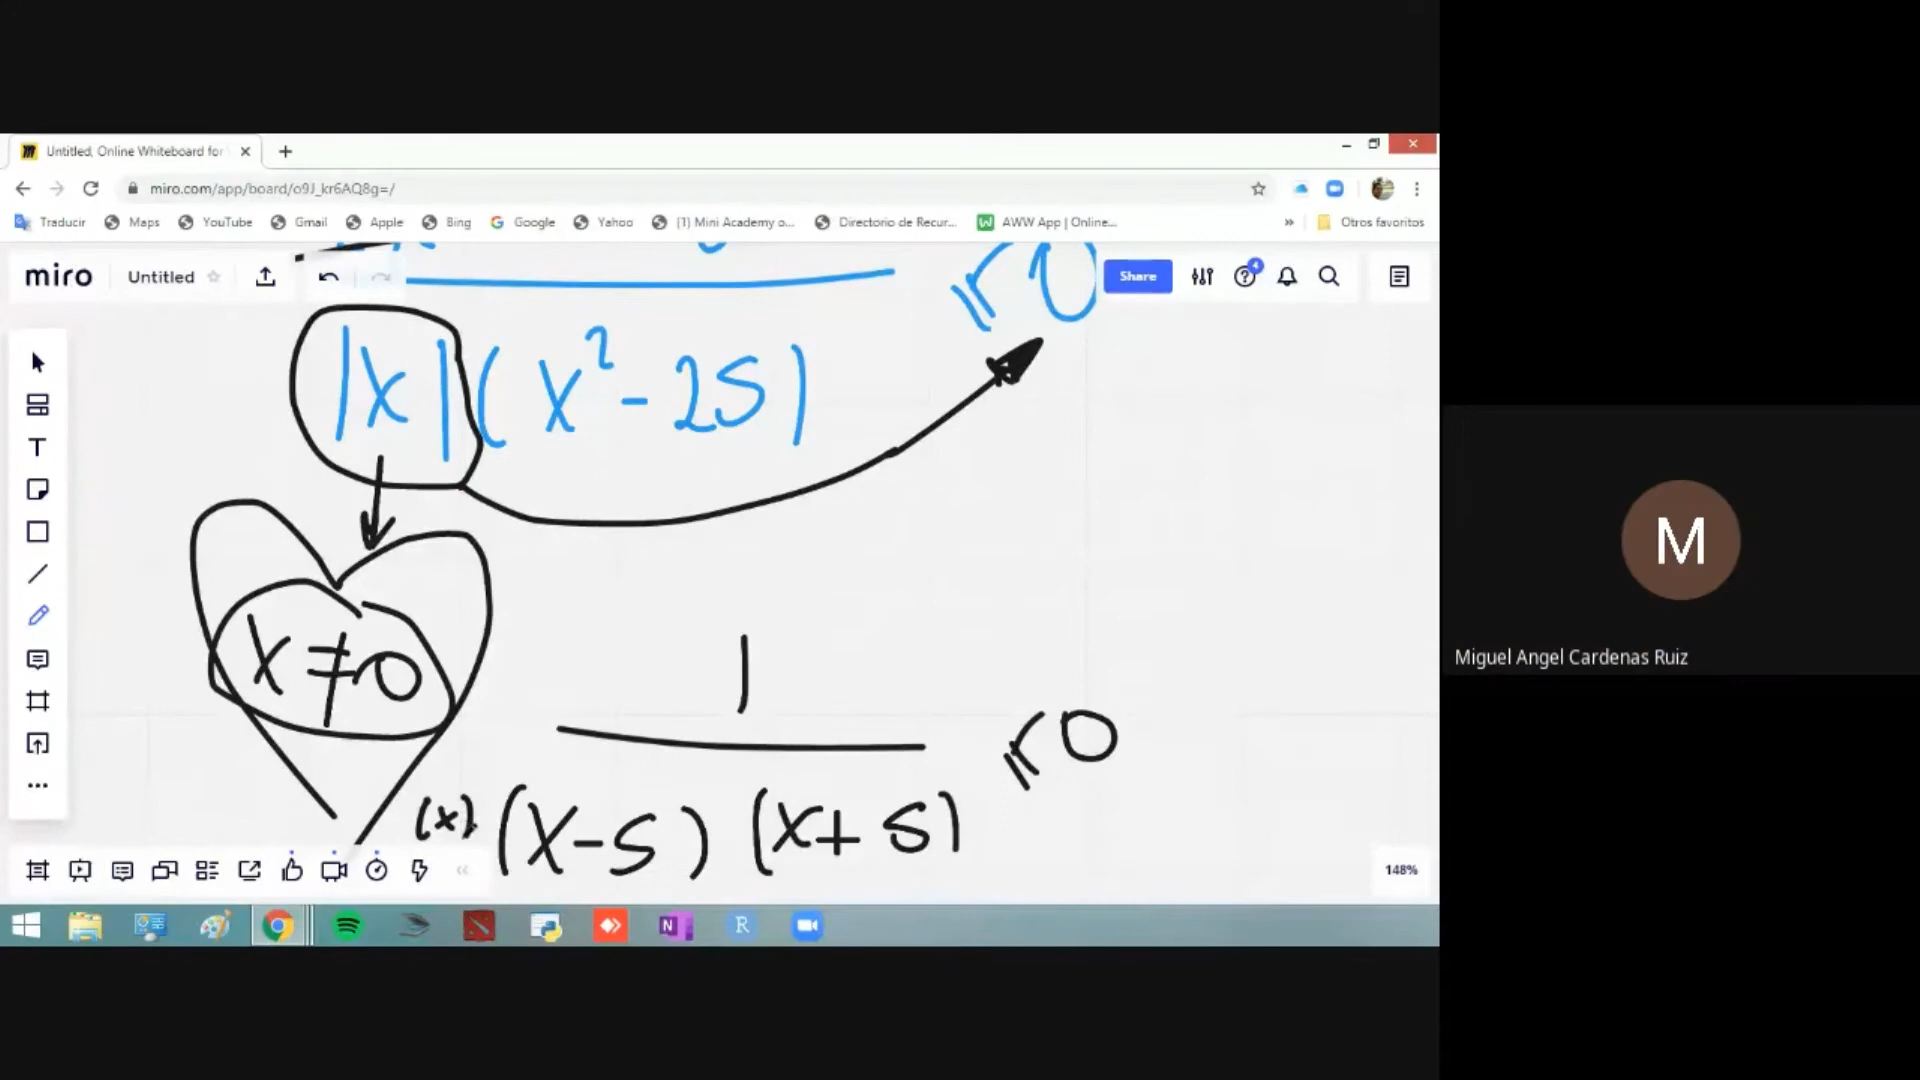 Untitled, Online Whiteboard for
miro.com/app/board/o9J_kr6AQ8g=/
Traducir Maps YouTube Gmail Apple Bing Google Yahoo (1) Mini Academy o... Directorio de Recur... AWW App | Online... » Otros favoritos
miro Untitled Share 4
|x|(x²-25)
x≠0
1
≤0
(x) (x-5) (x+5)
148%
M
Miguel Angel Cardenas Ruiz